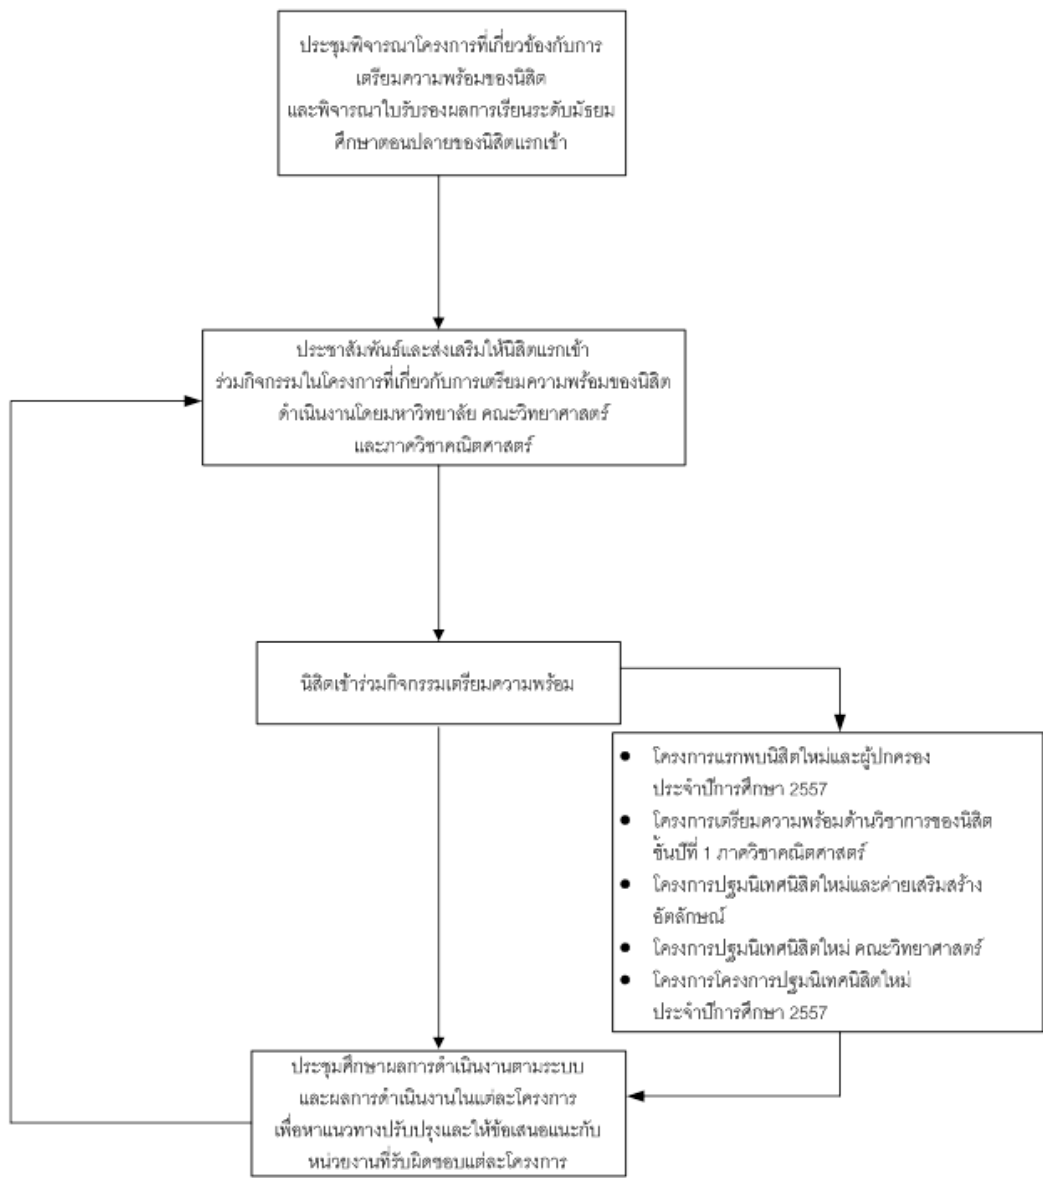 ประชุมพิจารณาโครงการที่เกี่ยวข้องกับการ
เตรียมความพร้อมของนิสิต
และพิจารณาใบรับรองผลการเรียนระดับมัธยม
ศึกษาตอนปลายของนิสิตแรกเข้า
ประชาสัมพันธ์และส่งเสริมให้นิสิตแรกเข้า
ร่วมกิจกรรมในโครงการที่เกี่ยวกับการเตรียมความพร้อมของนิสิต
ดำเนินงานโดยมหาวิทยาลัย คณะวิทยาศาสตร์
และภาควิชาคณิตศาสตร์
นิสิตเข้าร่วมกิจกรรมเตรียมความพร้อม
● โครงการแรกพบนิสิตใหม่และผู้ปกครอง
ประจำปีการศึกษา 2557
● โครงการเตรียมความพร้อมด้านวิชาการของนิสิต
ชั้นปีที่ 1 ภาควิชาคณิตศาสตร์
● โครงการปฐมนิเทศนิสิตใหม่และค่ายเสริมสร้าง
อัตลักษณ์
● โครงการปฐมนิเทศนิสิตใหม่ คณะวิทยาศาสตร์
● โครงการโครงการปฐมนิเทศนิสิตใหม่
ประจำปีการศึกษา 2557
ประชุมศึกษาผลการดำเนินงานตามระบบ
และผลการดำเนินงานในแต่ละโครงการ
เพื่อหาแนวทางปรับปรุงและให้ข้อเสนอแนะกับ
หน่วยงานที่รับผิดชอบแต่ละโครงการ